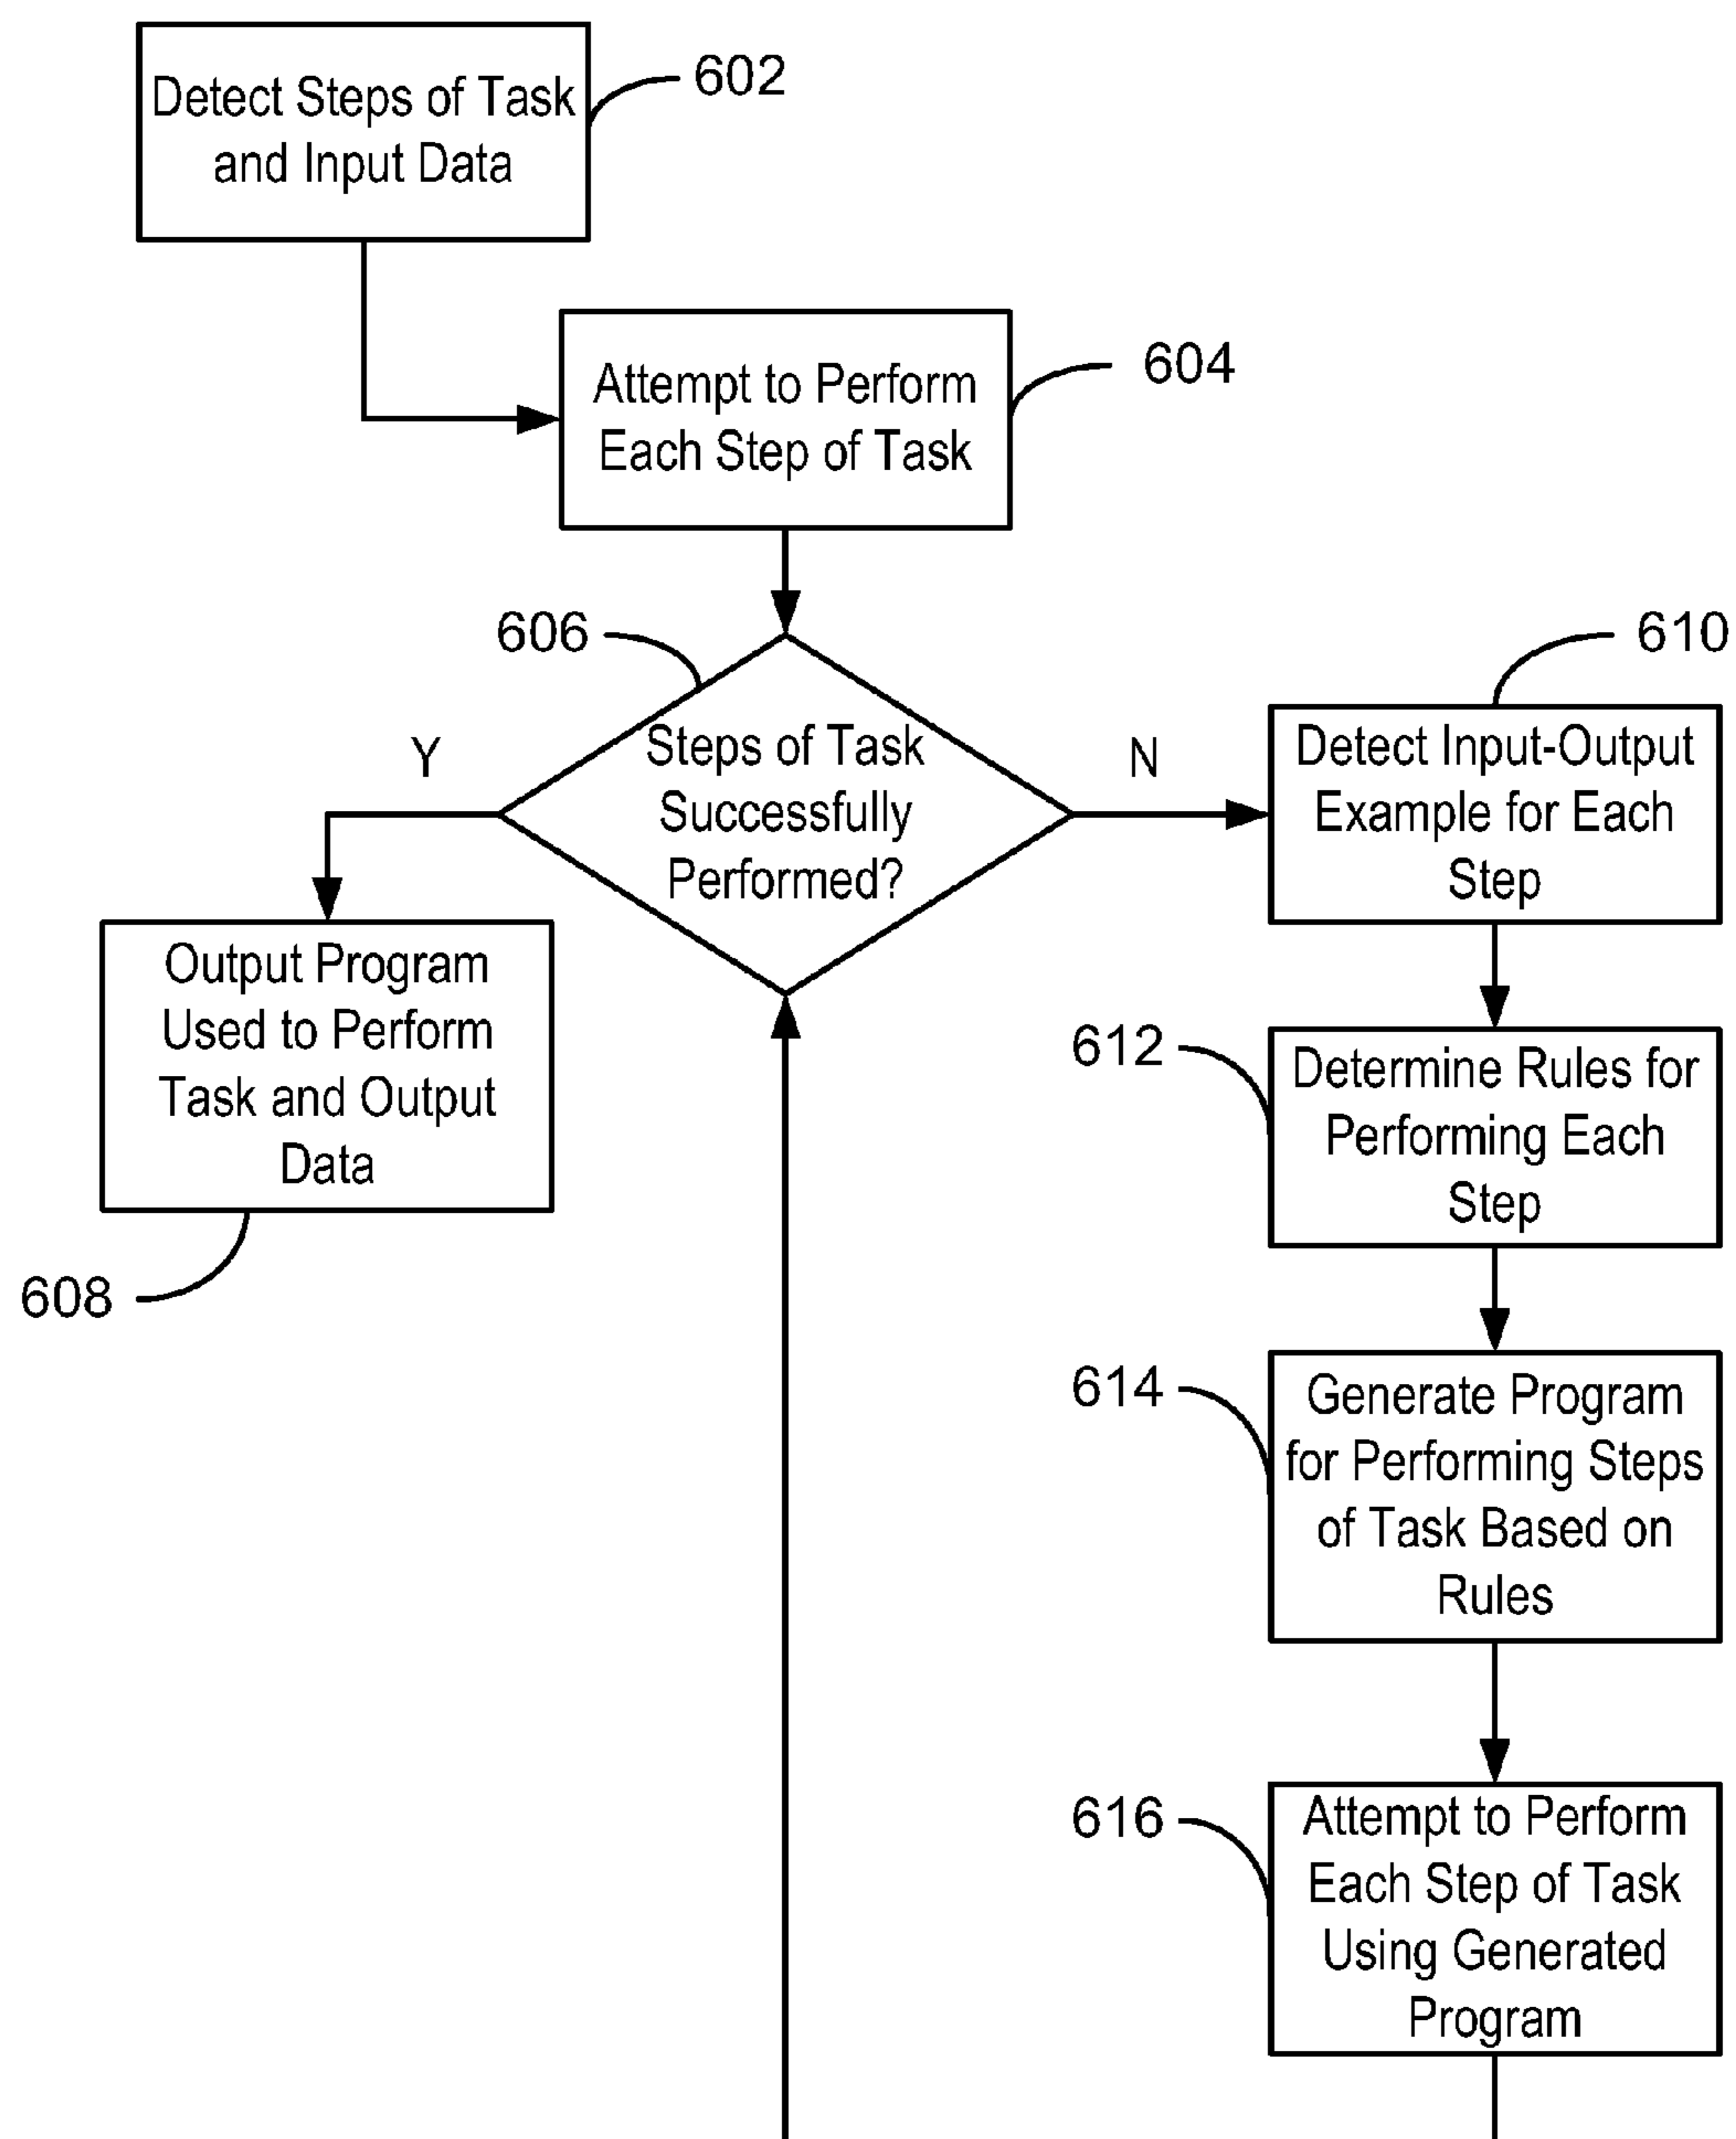 Detect Steps of Task
and Input Data
602
Attempt to Perform
Each Step of Task
604
606
Steps of Task
Successfully
Performed?
Y
N
Output Program
Used to Perform
Task and Output
Data
608
610
Detect Input-Output
Example for Each
Step
612
Determine Rules for
Performing Each
Step
614
Generate Program
for Performing Steps
of Task Based on
Rules
616
Attempt to Perform
Each Step of Task
Using Generated
Program